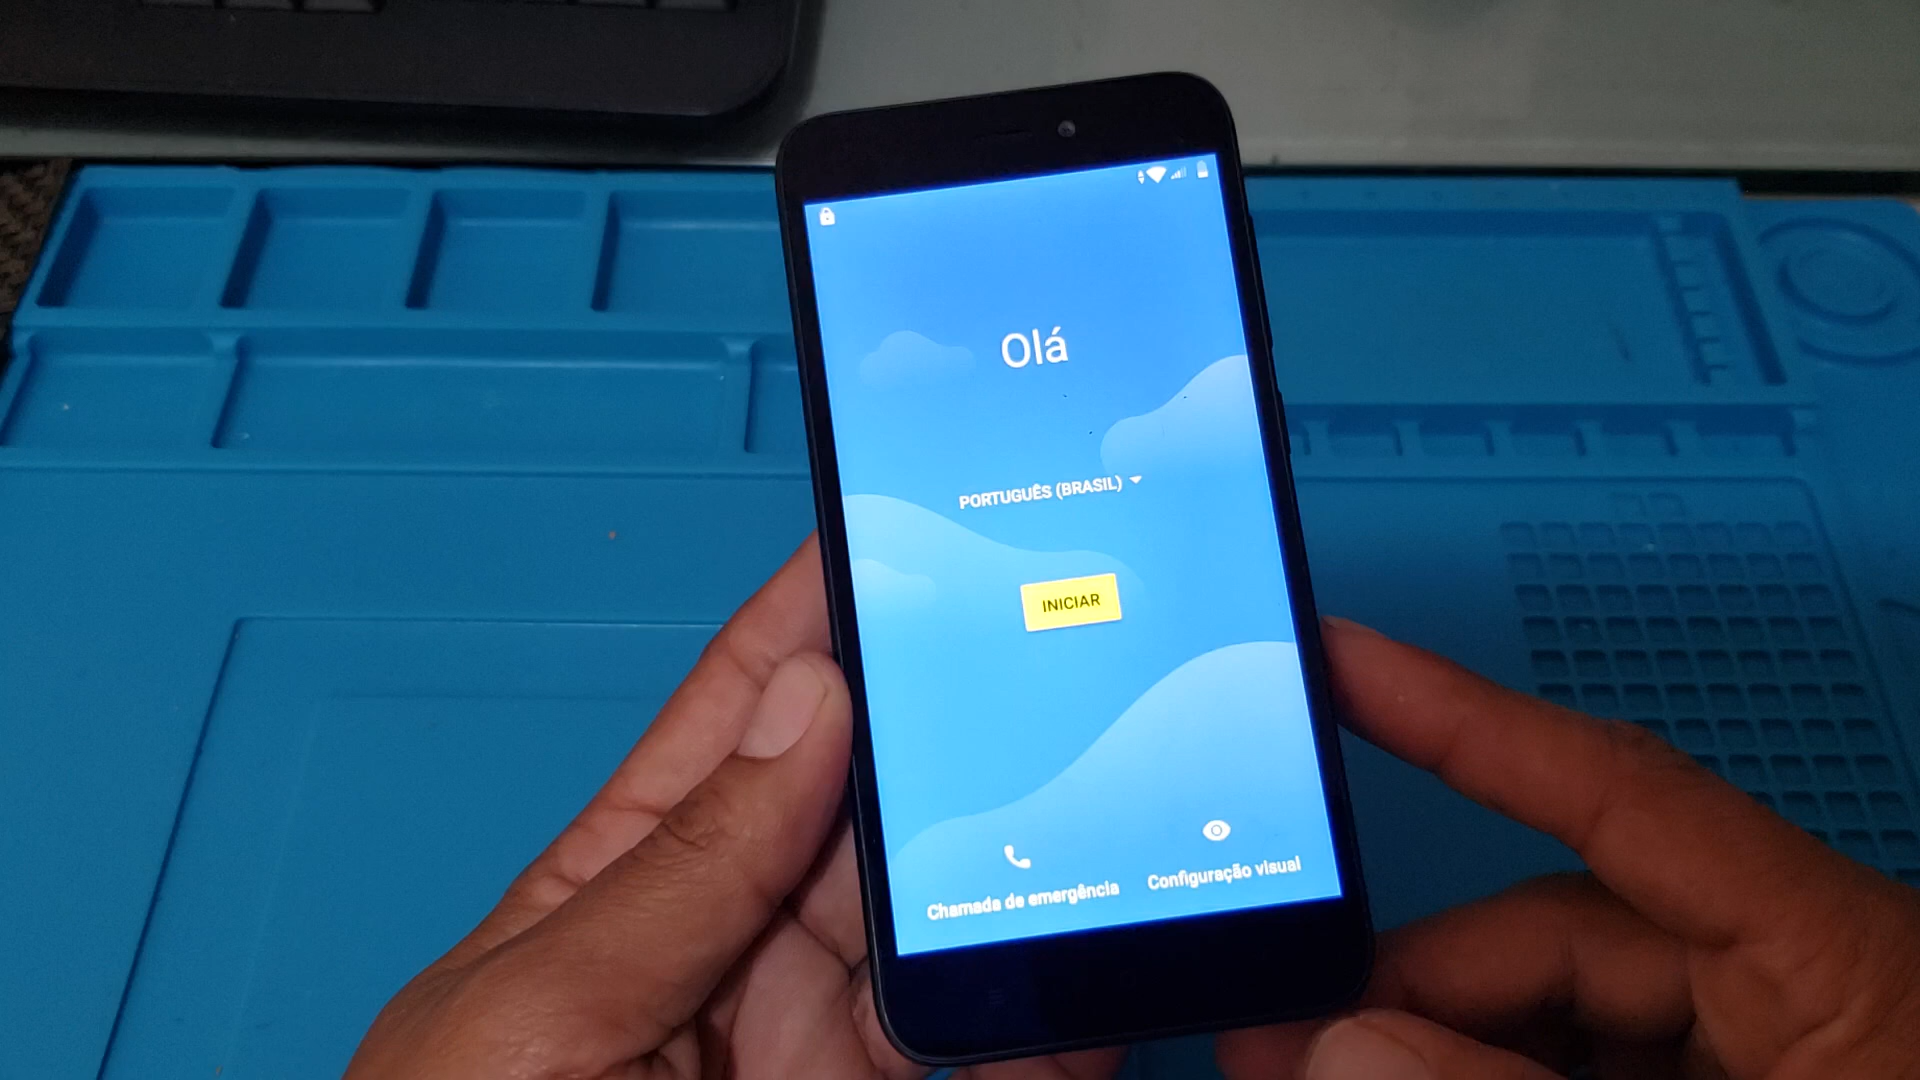 Olá
PORTUGUÊS (BRASIL)
INICIAR
Chamada de emergência
Configuração visual